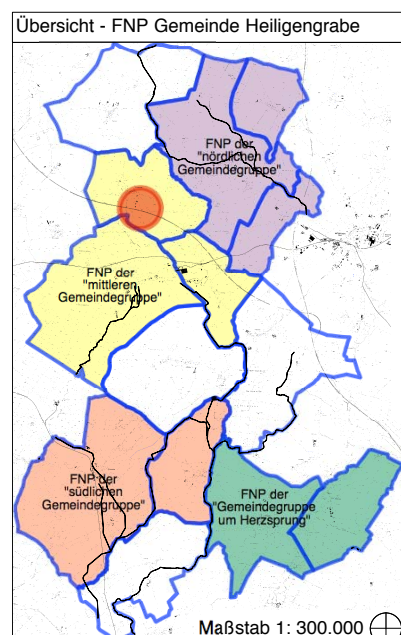 Übersicht - FNP Gemeinde Heiligengrabe
FNP der
"nördlichen
Gemeindegruppe"
FNP der
"mittleren
Gemeindegruppe"
FNP der
"südlichen
Gemeindegruppe"
FNP der
"Gemeindegruppe
um Herzsprung"
Maßstab 1: 300.000